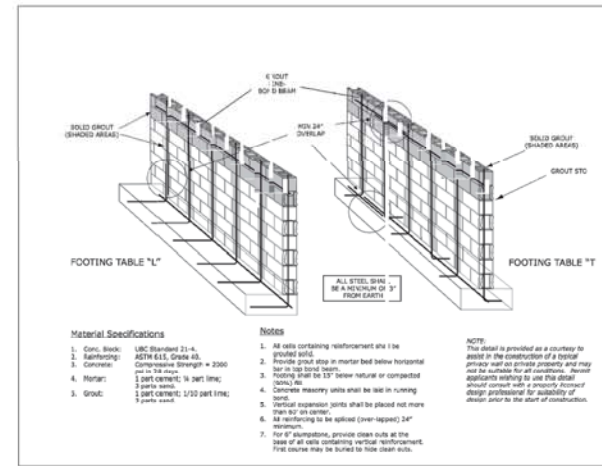 SOLID GROUT
(SHADED AREAS)
BOND BEAM
MIN 24"
OVERLAP
SOLID GROUT
(SHADED AREAS)
GROUT STO
FOOTING TABLE "L"
ALL STEEL SHAL
BE A MINIMUM OF 3"
FROM EARTH
FOOTING TABLE "T
Material Specifications
1. Conc. Block: UBC Standard 21-4.
2. Reinforcing: ASTM 615, Grade 40.
3. Concrete: Compressive Strength = 2000
4. Mortar: 1 part cement; ¼ part lime;
3 parts sand.
5. Grout: 1 part cement; 1/10 part lime;
3 parts sand.
Notes
1. All cells containing reinforcement sha l be
grouted solid.
2. Provide grout stop in mortar bed below horizontal
bar in top bond beam.
3. Footing shall be 15" below natural or compacted
(90%) fill
4. Concrete masonry units shall be laid in running
bond.
5. Vertical expansion joints shall be placed not more
than 60' on center.
6. All reinforcing to be spliced (over-lapped) 24"
minimum.
7. For 6" slumpstone, provide clean outs at the
base of all cells containing vertical reinforcement.
First course may be buried to hide clean outs.
NOTE:
This detail is provided as a courtesy to
assist in the construction of a typical
privacy wall on private property and may
not be suitable for all conditions. Permit
applicants wishing to use this detail
should consult with a properly licensed
design professional for suitability of
design prior to the start of construction.